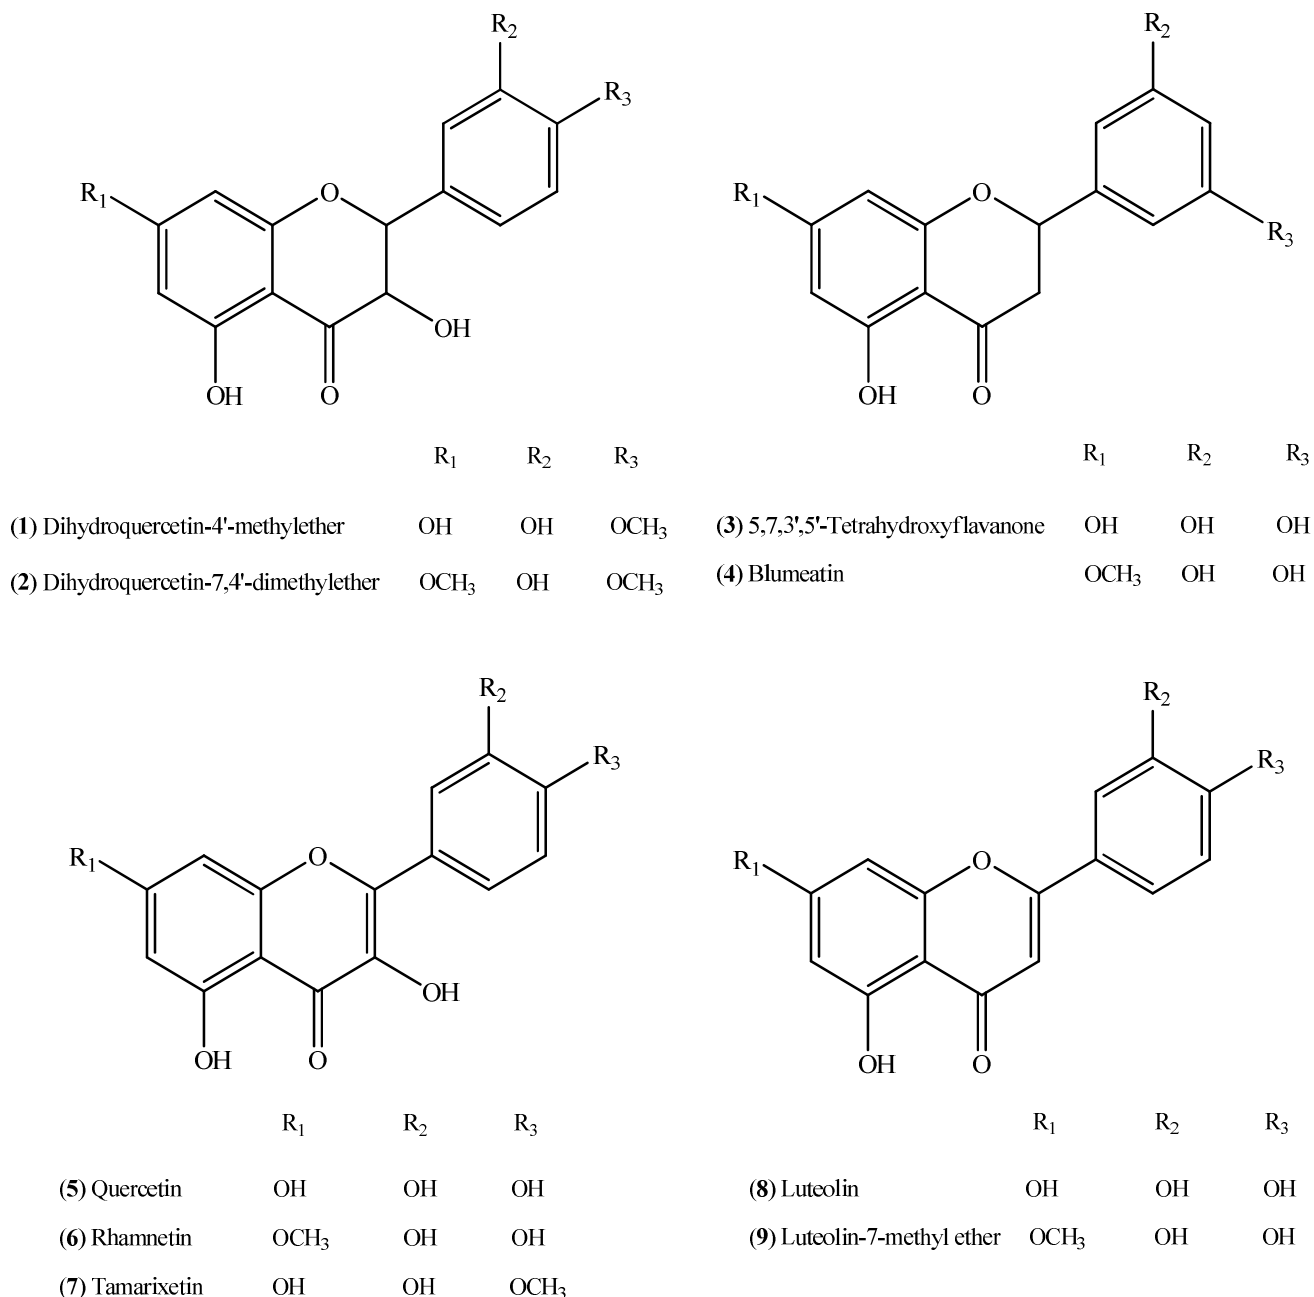 R2
R3
R1
O
OH
OH
O
R2
R1
O
R3
OH
O
R1 R2 R3
(1) Dihydroquercetin-4'-methylether OH OH OCH3
(2) Dihydroquercetin-7,4'-dimethylether OCH3 OH OCH3
R1 R2 R3
(3) 5,7,3',5'-Tetrahydroxyflavanone OH OH OH
(4) Blumeatin OCH3 OH OH
R2
R3
R1
O
OH
OH
O
R2
R3
R1
O
OH
O
R1 R2 R3
(5) Quercetin OH OH OH
(6) Rhamnetin OCH3 OH OH
(7) Tamarixetin OH OH OCH3
R1 R2 R3
(8) Luteolin OH OH OH
(9) Luteolin-7-methyl ether OCH3 OH OH